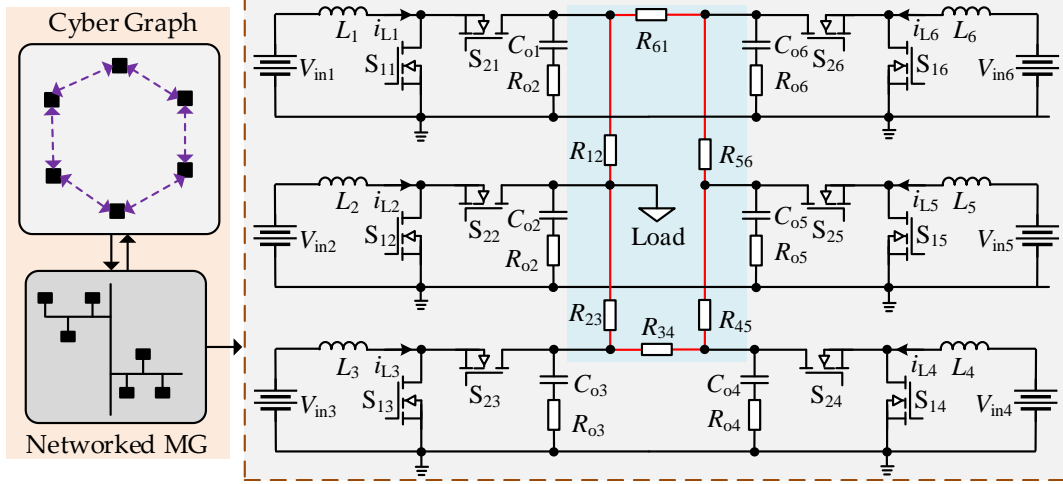 Cyber Graph
Networked MG
L1 iL1 S21 Co1 R61 Co6 S26 iL6 L6
Vin1 S11 Ro2 Ro6 S16 Vin6
R12 R56
L2 iL2 S22 Co2 Load Co5 S25 iL5 L5
Vin2 S12 Ro2 Ro5 S15 Vin5
R23 R34 R45
L3 iL3 S23 Co3 Co4 S24 iL4 L4
Vin3 S13 Ro3 Ro4 S14 Vin4